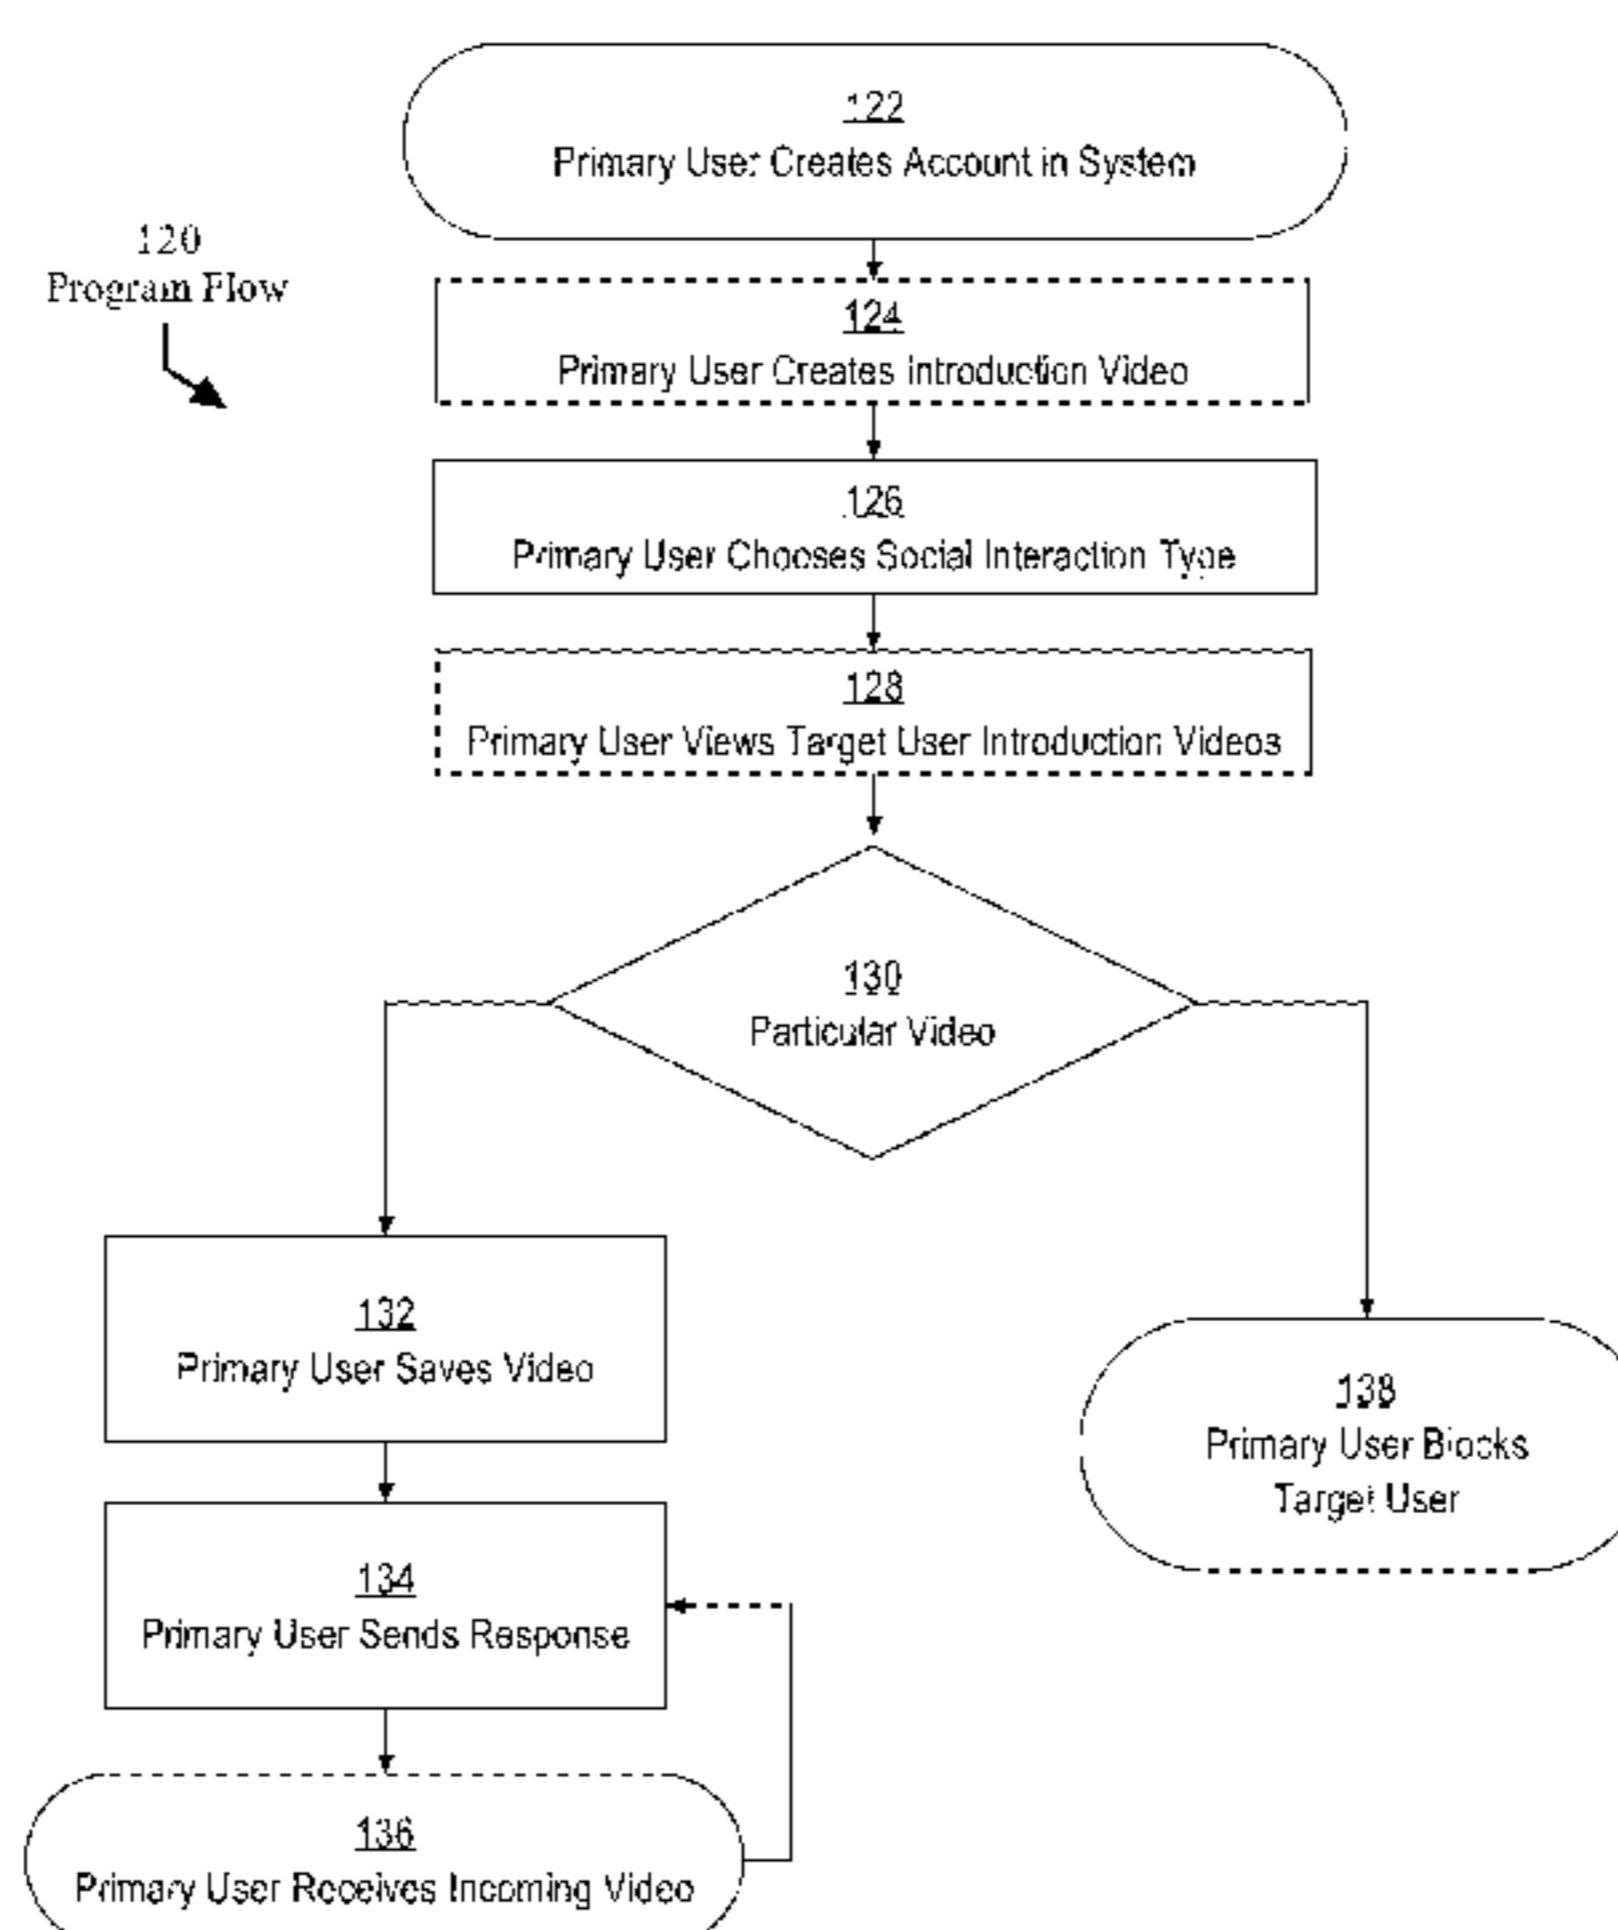 122
Primary User Creates Account in System
120
Program Flow
124
Primary User Creates Introduction Video
126
Primary User Chooses Social Interaction Type
128
Primary User Views Target User Introduction Videos
130
Particular Video
132
Primary User Saves Video
138
Primary User Blocks
Target User
134
Primary User Sends Response
136
Primary User Receives Incoming Video